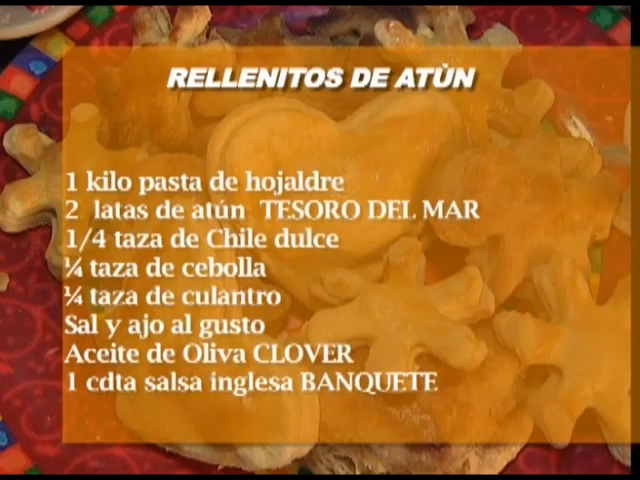 RELLENITOS DE ATÙN
1 kilo pasta de hojaldre
2 latas de atún TESORO DEL MAR
1/4 taza de Chile dulce
¼ taza de cebolla
¼ taza de culantro
Sal y ajo al gusto
Aceite de Oliva CLOVER
1 cdta salsa inglesa BANQUETE